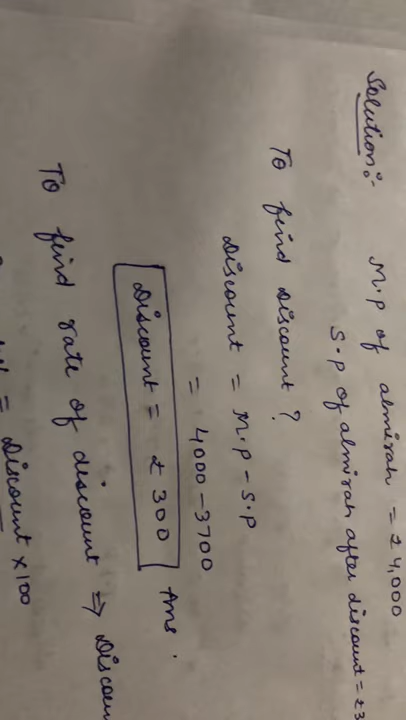 Solution:- M.P of almirah = ₹4,000
S.P of almirah after discount = ₹3
To find discount?
Discount = M.P - S.P
= 4000-3700
Discount = ₹300 Ans.
To find rate of discount ⇒ Discoun
= Discount ×100